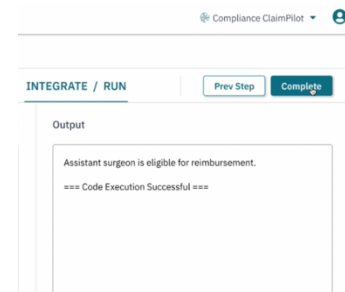 Compliance ClaimPilot
INTEGRATE / RUN
Prev Step
Complete
Output
Assistant surgeon is eligible for reimbursement.
=== Code Execution Successful ===